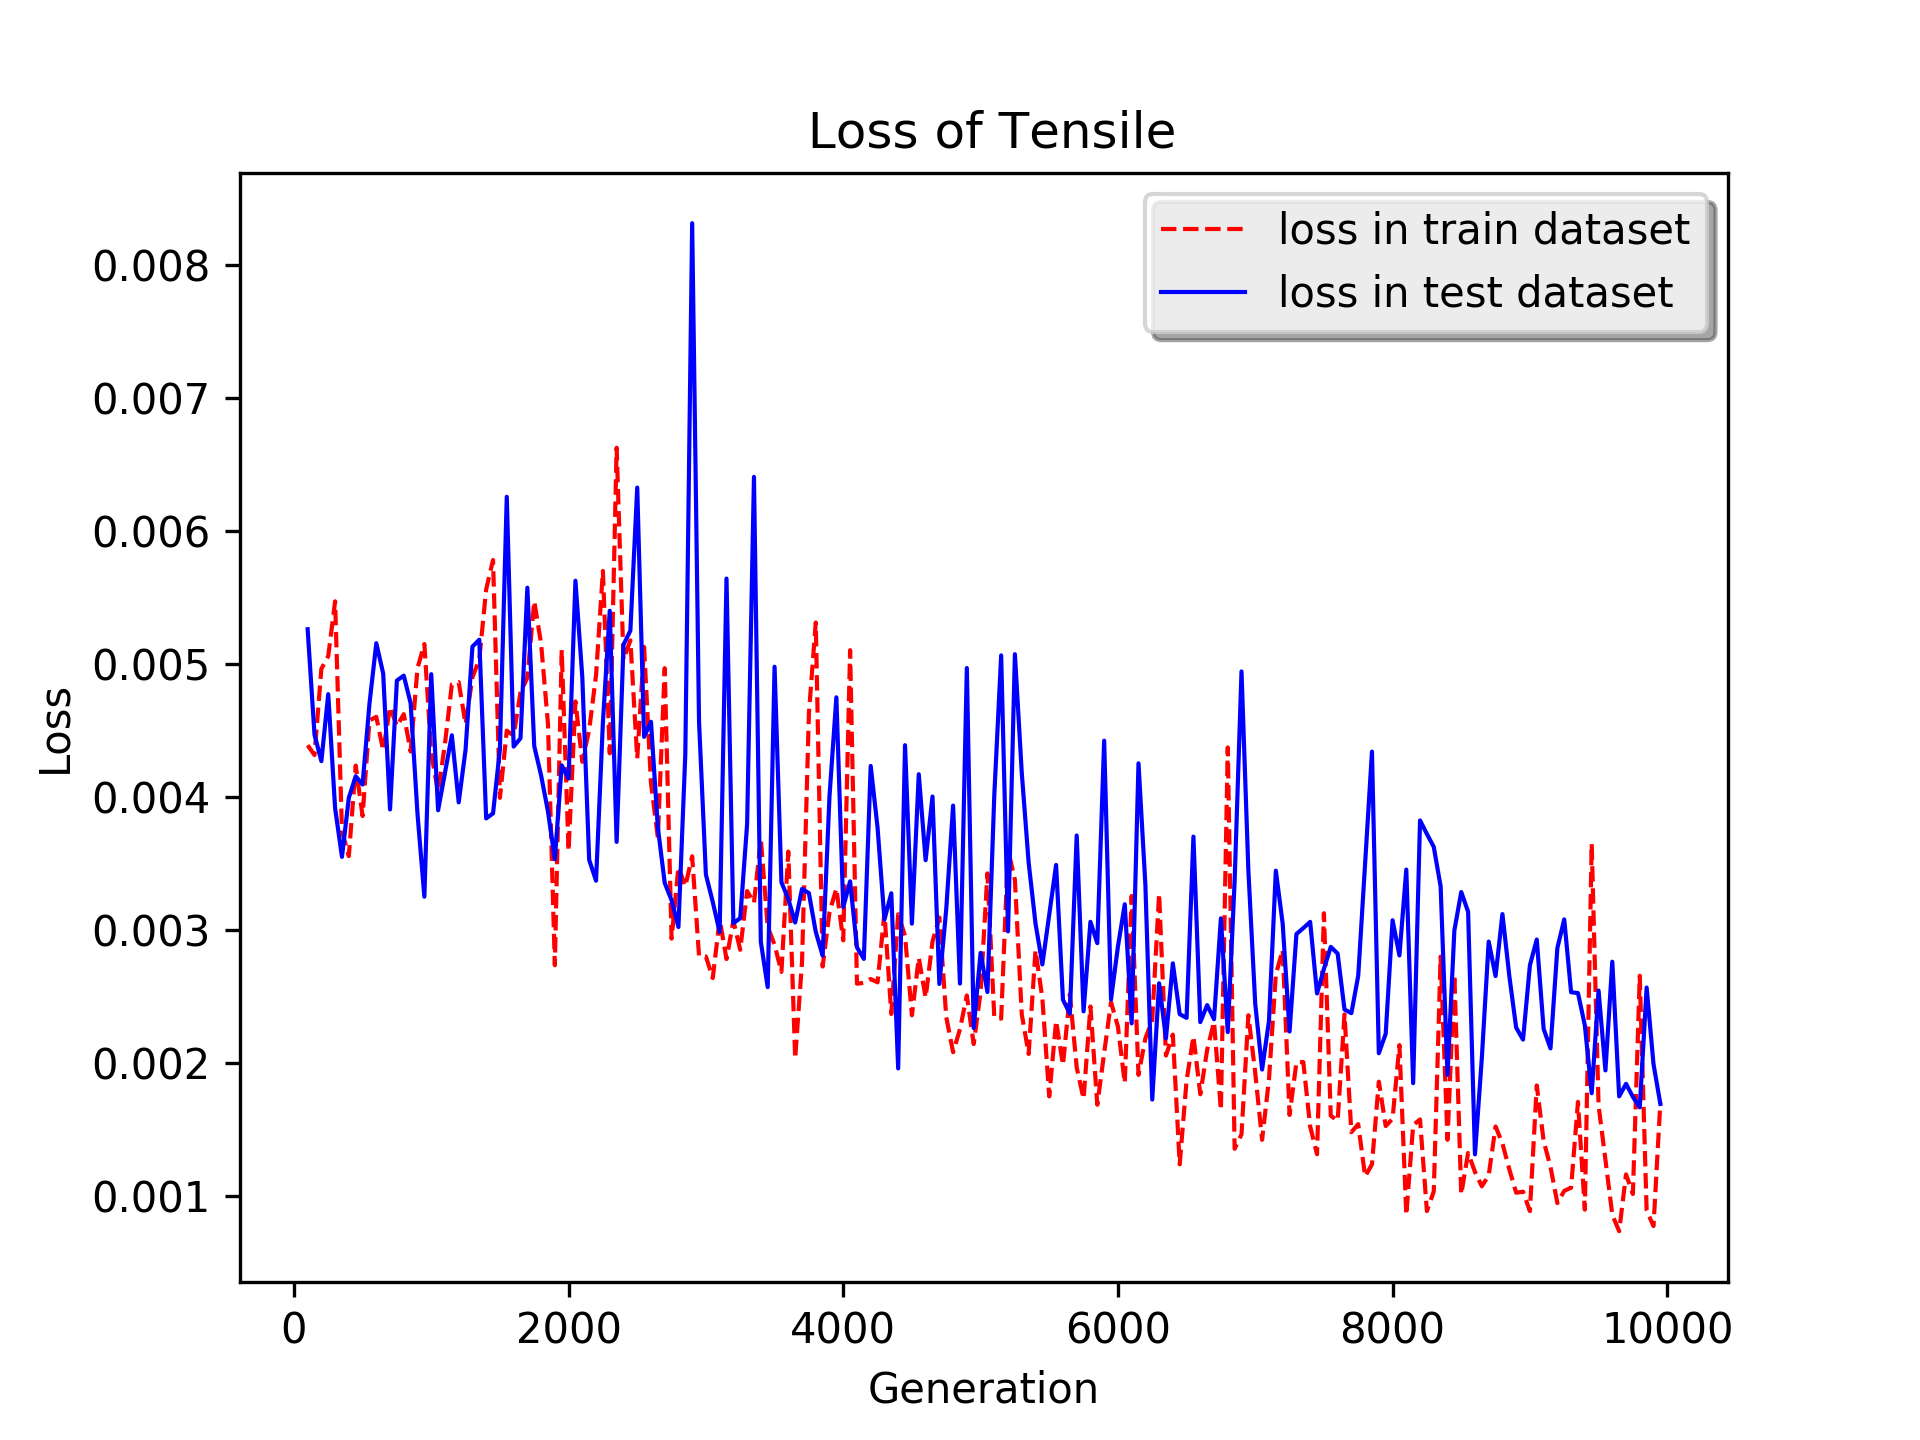 Loss of Tensile
loss in train dataset
loss in test dataset
0.008
0.007
0.006
0.005
0.004
0.003
0.002
0.001
Loss
0 2000 4000 6000 8000 10000
Generation